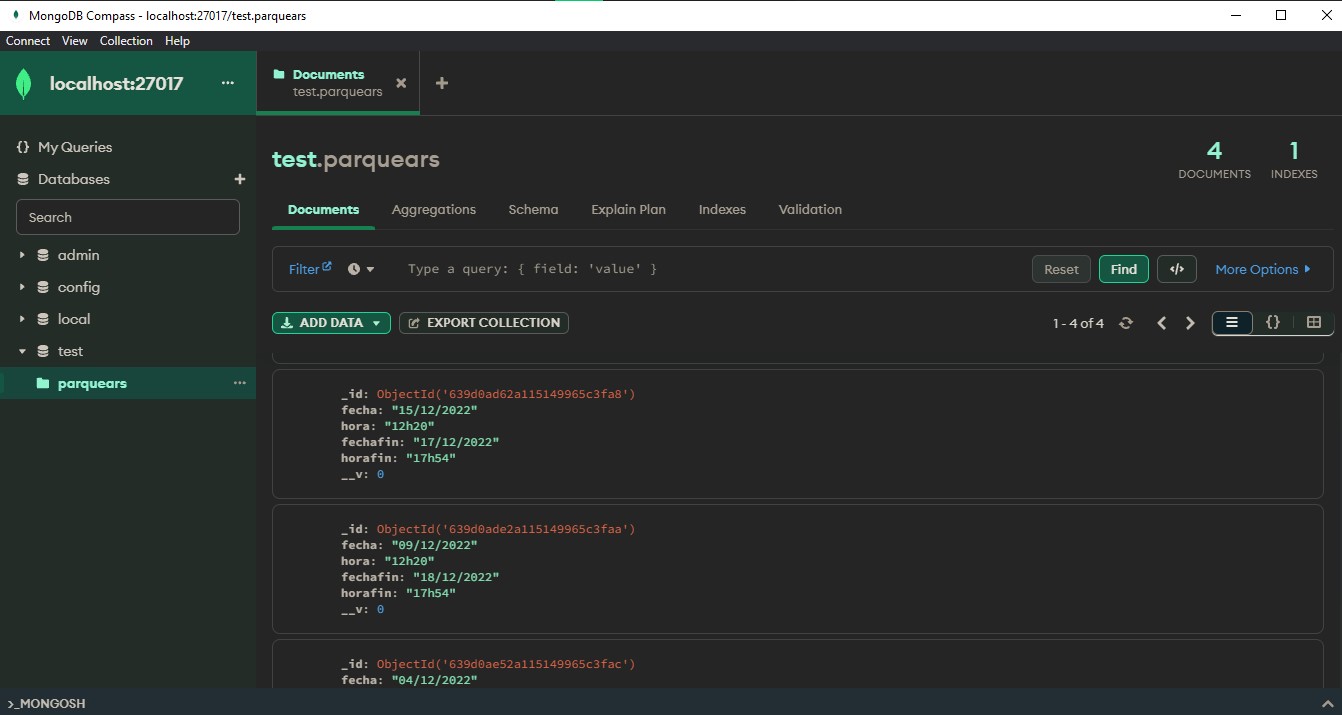 MongoDB Compass - localhost:27017/test.parquears
Connect View Collection Help
localhost:27017 ...
Documents
test.parquears
{} My Queries
Databases +
Search
admin
config
local
test
parquears ...
test.parquears
4 DOCUMENTS
1 INDEXES
Documents Aggregations Schema Explain Plan Indexes Validation
Filter Type a query: { field: 'value' } Reset Find </> More Options
ADD DATA EXPORT COLLECTION 1 - 4 of 4 {}
_id: ObjectId('639d0ad62a115149965c3fa8')
fecha: "15/12/2022"
hora: "12h20"
fechafin: "17/12/2022"
horafin: "17h54"
__v: 0
_id: ObjectId('639d0ade2a115149965c3faa')
fecha: "09/12/2022"
hora: "12h20"
fechafin: "18/12/2022"
horafin: "17h54"
__v: 0
_id: ObjectId('639d0ae52a115149965c3fac')
fecha: "04/12/2022"
>_MONGOSH